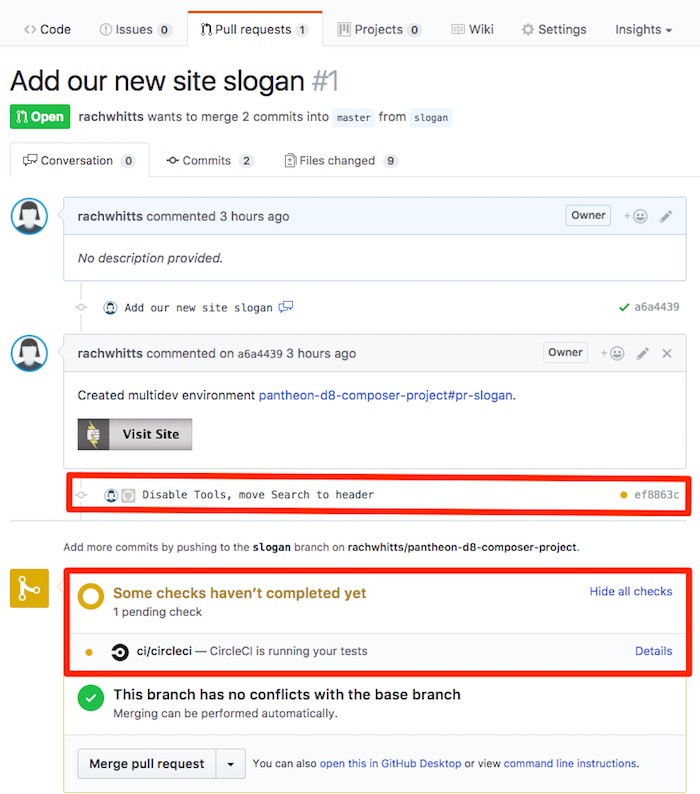 Code Issues 0 Pull requests 1 Projects 0 Wiki Settings Insights
Add our new site slogan #1
Open rachwhitts wants to merge 2 commits into master from slogan
Conversation 0 Commits 2 Files changed 9
rachwhitts commented 3 hours ago Owner
No description provided.
Add our new site slogan a6a4439
rachwhitts commented on a6a4439 3 hours ago Owner
Created multidev environment pantheon-d8-composer-project#pr-slogan.
Visit Site
Disable Tools, move Search to header ef8863c
Add more commits by pushing to the slogan branch on rachwhitts/pantheon-d8-composer-project.
Some checks haven’t completed yet Hide all checks
1 pending check
ci/circleci — CircleCI is running your tests Details
This branch has no conflicts with the base branch
Merging can be performed automatically.
Merge pull request You can also open this in GitHub Desktop or view command line instructions.